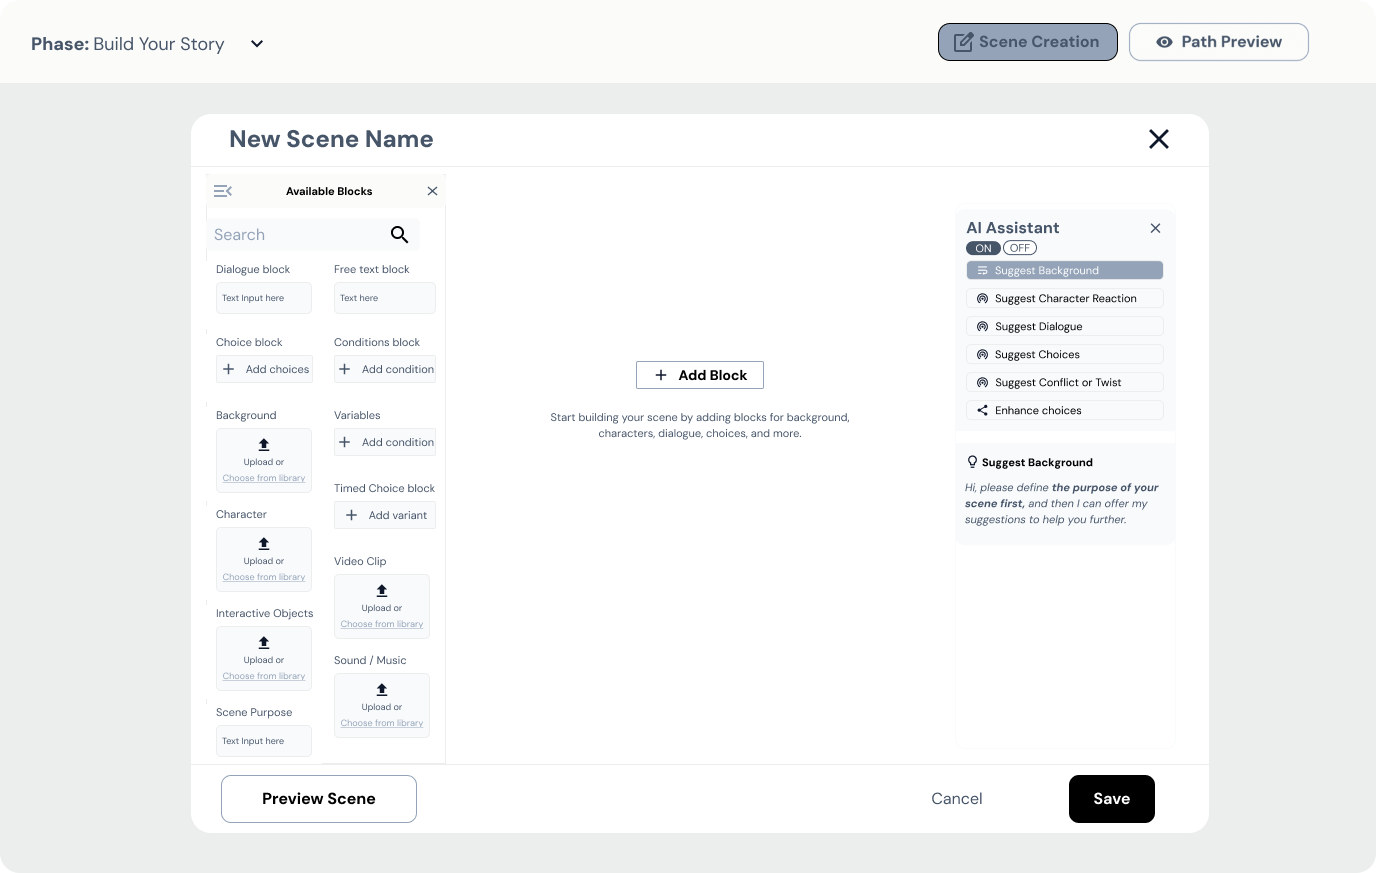 Phase: Build Your Story
Scene Creation
Path Preview
New Scene Name
Available Blocks
Search
Dialogue block
Text Input here
Free text block
Text here
Choice block
Add choices
Conditions block
Add condition
Background
Upload or
Choose from library
Variables
Add condition
Timed Choice block
Add variant
Character
Upload or
Choose from library
Video Clip
Upload or
Choose from library
Interactive Objects
Upload or
Choose from library
Sound / Music
Upload or
Choose from library
Scene Purpose
Text Input here
Add Block
Start building your scene by adding blocks for background,
characters, dialogue, choices, and more.
AI Assistant
ON OFF
Suggest Background
Suggest Character Reaction
Suggest Dialogue
Suggest Choices
Suggest Conflict or Twist
Enhance choices
Suggest Background
Hi, please define the purpose of your
scene first, and then I can offer my
suggestions to help you further.
Preview Scene
Cancel
Save